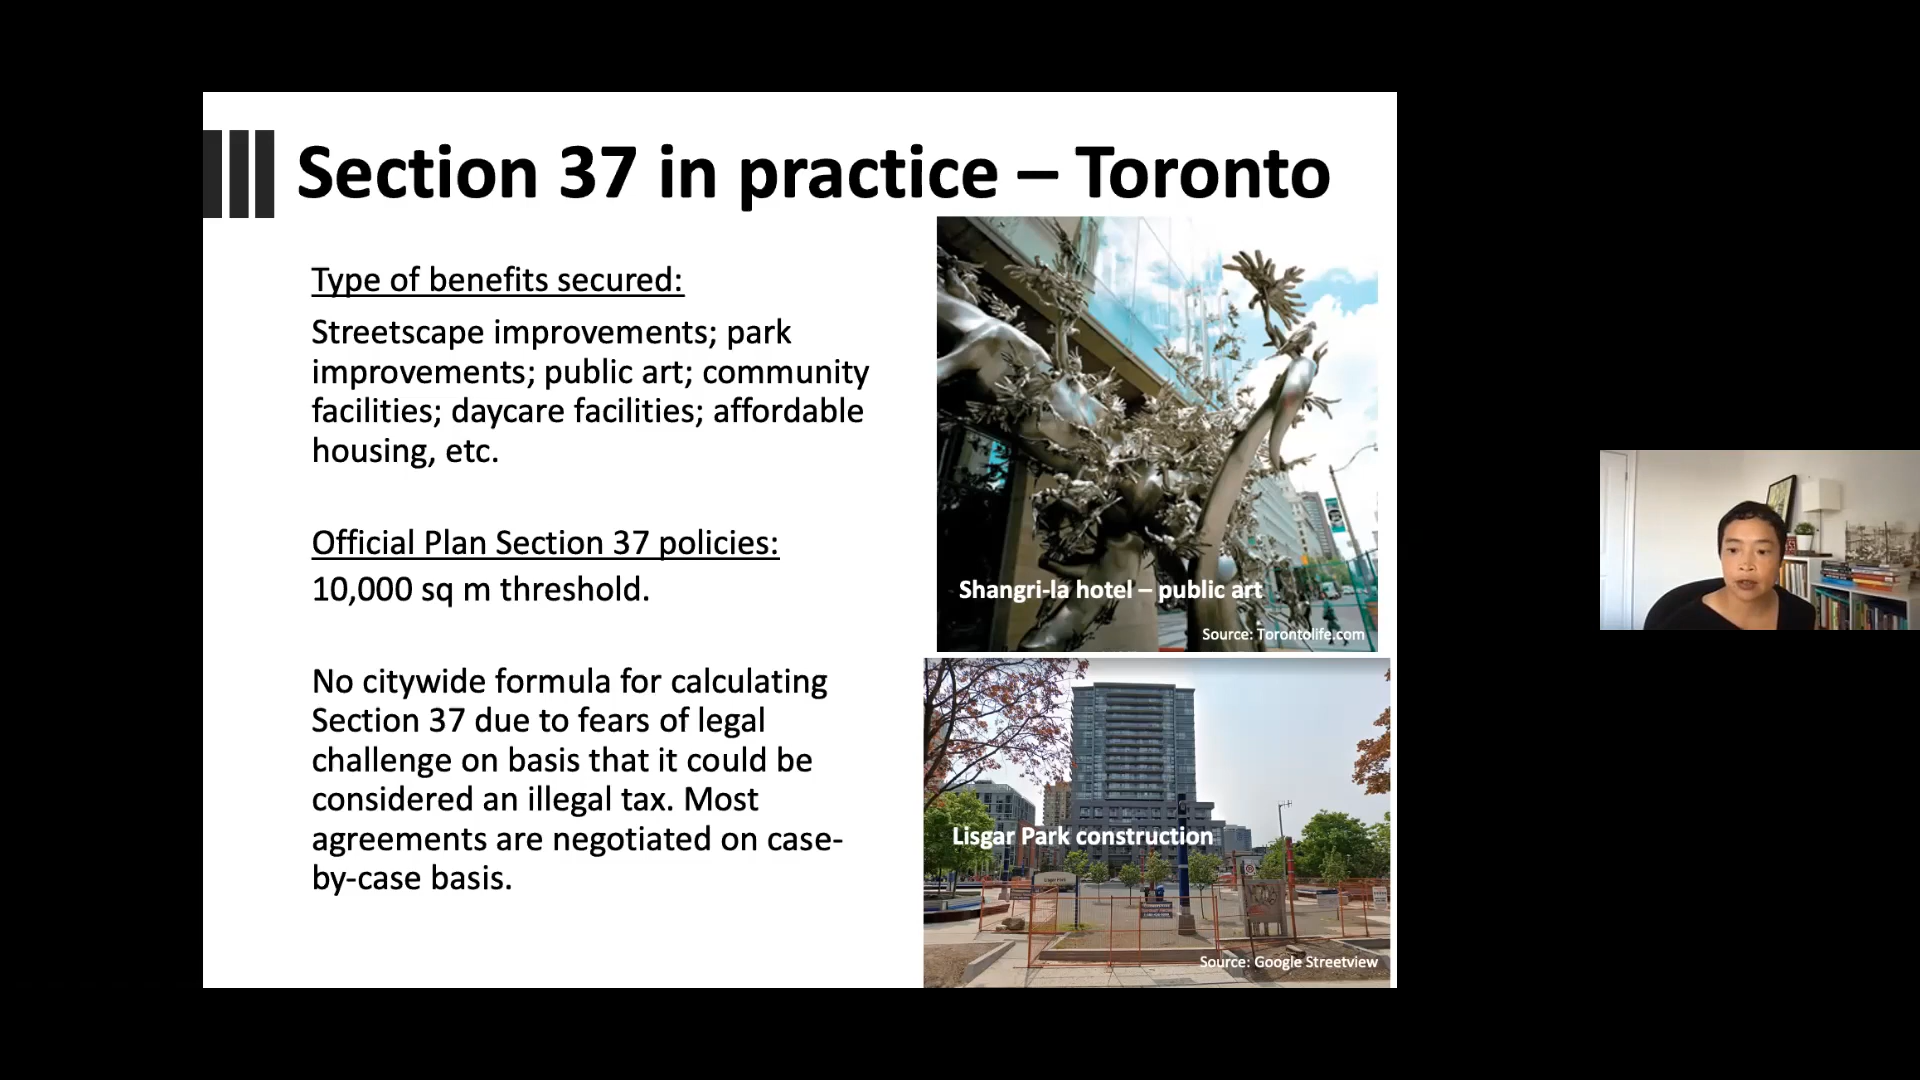 Section 37 in practice – Toronto
Type of benefits secured:
Streetscape improvements; park
improvements; public art; community
facilities; daycare facilities; affordable
housing, etc.
Official Plan Section 37 policies:
10,000 sq m threshold.
No citywide formula for calculating
Section 37 due to fears of legal
challenge on basis that it could be
considered an illegal tax. Most
agreements are negotiated on case-
by-case basis.
Shangri-la hotel – public art
Source: Torontolife.com
Lisgar Park construction
Source: Google Streetview